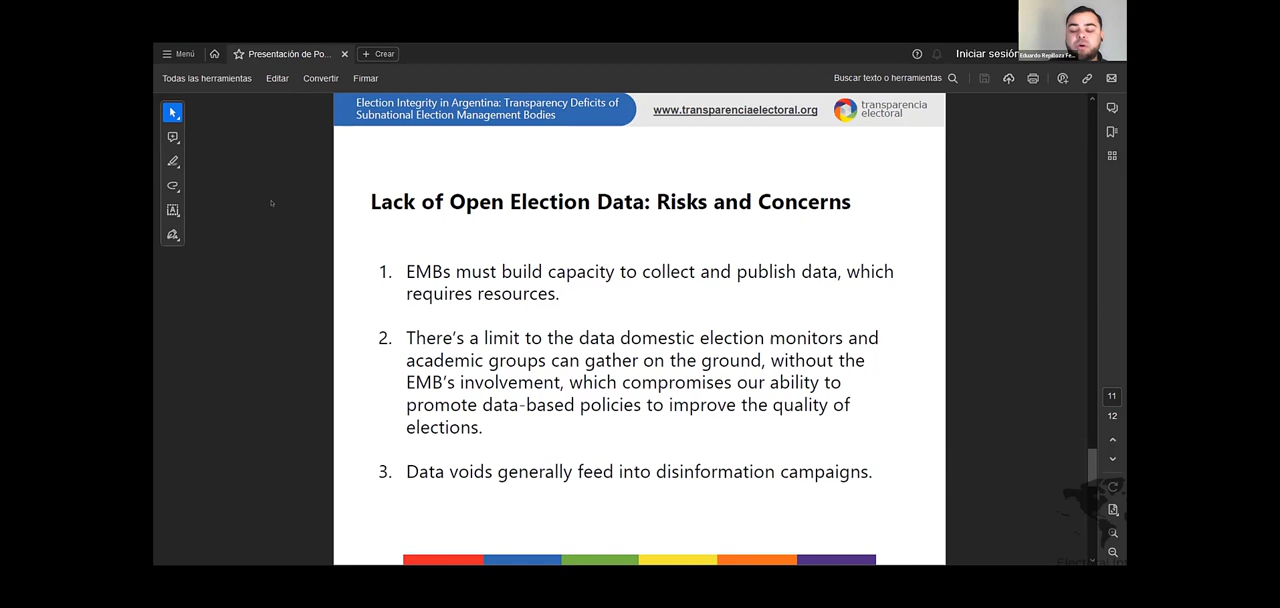 Menú
Presentación de Po...
Crear
Iniciar sesión
Eduardo Repilloza Fe...
Todas las herramientas
Editar
Convertir
Firmar
Buscar texto o herramientas
Election Integrity in Argentina: Transparency Deficits of
Subnational Election Management Bodies
www.transparenciaelectoral.org
transparencia
electoral
Lack of Open Election Data: Risks and Concerns
1. EMBs must build capacity to collect and publish data, which
requires resources.
2. There's a limit to the data domestic election monitors and
academic groups can gather on the ground, without the
EMB's involvement, which compromises our ability to
promote data-based policies to improve the quality of
elections.
3. Data voids generally feed into disinformation campaigns.
11
12